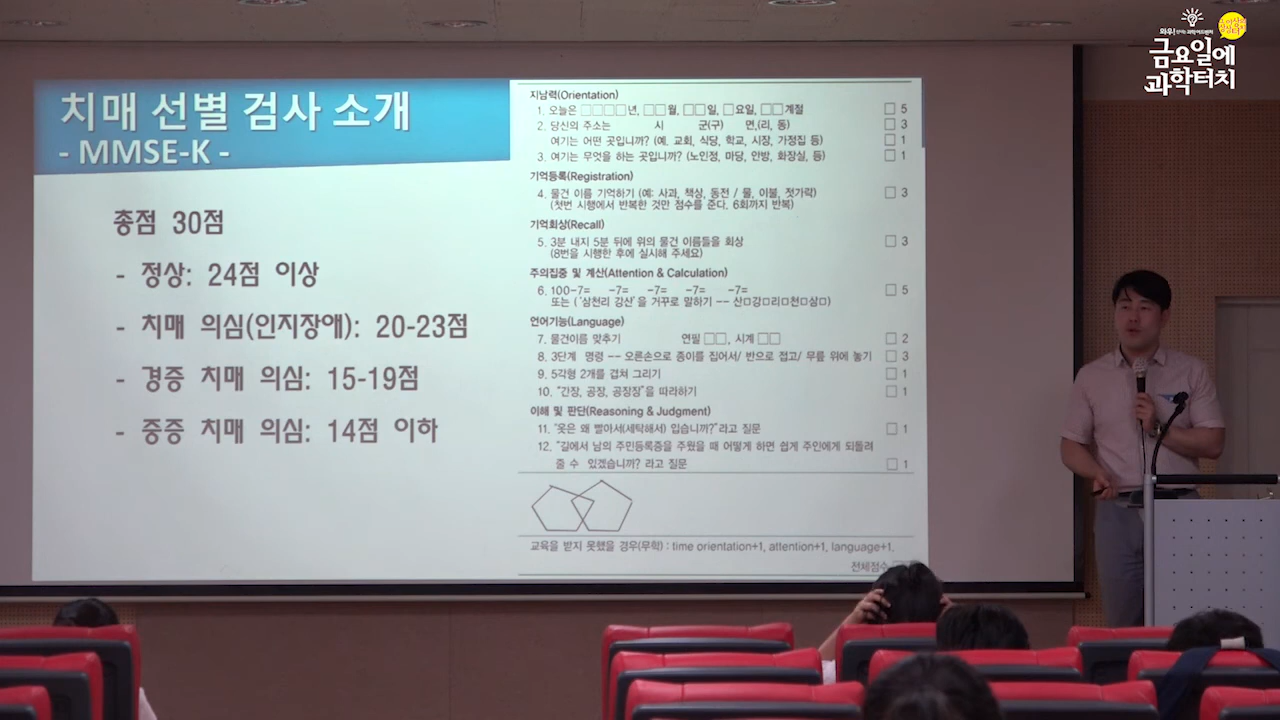 와우!
금요일에
과학터치
치매 선별 검사 소개
- MMSE-K -
총점 30점
- 정상: 24점 이상
- 치매 의심(인지장애): 20-23점
- 경증 치매 의심: 15-19점
- 중증 치매 의심: 14점 이하
지남력(Orientation)
1. 오늘은 □□□□년, □□월, □□일, □요일, □□계절 □ 5
2. 당신의 주소는 시 군(구) 면,(리, 동) □ 3
여기는 어떤 곳입니까? (예. 교회, 식당, 학교, 시장, 가정집 등) □ 1
3. 여기는 무엇을 하는 곳입니까? (노인정, 마당, 안방, 화장실, 등) □ 1
기억등록(Registration)
4. 물건 이름 기억하기 (예: 사과, 책상, 동전 / 물, 이불, 젓가락) □ 3
(첫번 시행에서 반복한 것만 점수를 준다. 6회까지 반복)
기억회상(Recall)
5. 3분 내지 5분 뒤에 위의 물건 이름들을 회상 □ 3
(8번을 시행한 후에 실시해 주세요)
주의집중 및 계산(Attention & Calculation)
6. 100-7= -7= -7= -7= -7= □ 5
또는 ( '삼천리 강산'을 거꾸로 말하기 -- 산□강□리□천□삼□)
언어기능(Language)
7. 물건이름 맞추기 연필 □□, 시계 □□ □ 2
8. 3단계 명령 -- 오른손으로 종이를 집어서/ 반으로 접고/ 무릎 위에 놓기 □ 3
9. 5각형 2개를 겹쳐 그리기 □ 1
10. "간장, 공장, 공장장"을 따라하기 □ 1
이해 및 판단(Reasoning & Judgment)
11. "옷은 왜 빨아서(세탁해서) 입습니까?"라고 질문 □ 1
12. "길에서 남의 주민등록증을 주웠을 때 어떻게 하면 쉽게 주인에게 되돌려
줄 수 있겠습니까? 라고 질문 □ 1
교육을 받지 못했을 경우(무학) : time orientation+1, attention+1, language+1.
전체점수